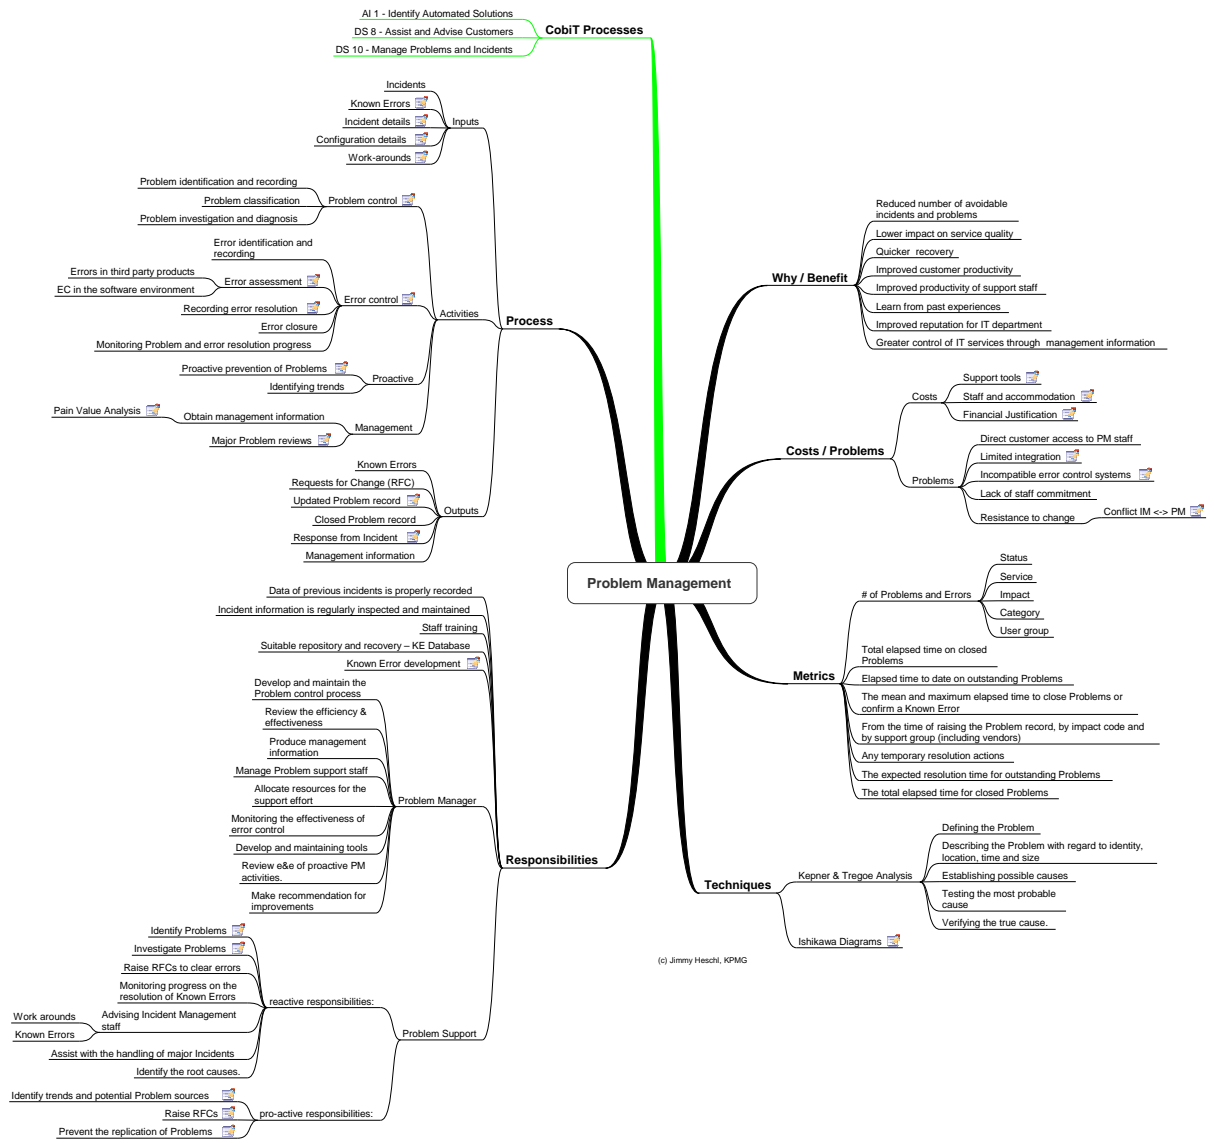 AI 1 - Identify Automated Solutions
DS 8 - Assist and Advise Customers
DS 10 - Manage Problems and Incidents
CobiT Processes
Incidents
Known Errors
Incident details
Configuration details
Work-arounds
Inputs
Problem identification and recording
Problem classification
Problem investigation and diagnosis
Problem control
Error identification and
recording
Errors in third party products
EC in the software environment
Error assessment
Recording error resolution
Error closure
Monitoring Problem and error resolution progress
Error control
Proactive prevention of Problems
Identifying trends
Proactive
Pain Value Analysis
Obtain management information
Major Problem reviews
Management
Activities
Known Errors
Requests for Change (RFC)
Updated Problem record
Closed Problem record
Response from Incident
Management information
Outputs
Process
Data of previous incidents is properly recorded
Incident information is regularly inspected and maintained
Staff training
Suitable repository and recovery – KE Database
Known Error development
Develop and maintain the
Problem control process
Review the efficiency &
effectiveness
Produce management
information
Manage Problem support staff
Allocate resources for the
support effort
Monitoring the effectiveness of
error control
Develop and maintaining tools
Review e&e of proactive PM
activities.
Make recommendation for
improvements
Problem Manager
Responsibilities
Identify Problems
Investigate Problems
Raise RFCs to clear errors
Monitoring progress on the
resolution of Known Errors
Work arounds
Known Errors
Advising Incident Management
staff
Assist with the handling of major Incidents
Identify the root causes.
reactive responsibilities:
Problem Support
Identify trends and potential Problem sources
Raise RFCs
Prevent the replication of Problems
pro-active responsibilities:
Problem Management
Why / Benefit
Reduced number of avoidable
incidents and problems
Lower impact on service quality
Quicker  recovery
Improved customer productivity
Improved productivity of support staff
Learn from past experiences
Improved reputation for IT department
Greater control of IT services through  management information
Costs / Problems
Costs
Support tools
Staff and accommodation
Financial Justification
Problems
Direct customer access to PM staff
Limited integration
Incompatible error control systems
Lack of staff commitment
Resistance to change
Conflict IM <-> PM
Metrics
# of Problems and Errors
Status
Service
Impact
Category
User group
Total elapsed time on closed
Problems
Elapsed time to date on outstanding Problems
The mean and maximum elapsed time to close Problems or
confirm a Known Error
From the time of raising the Problem record, by impact code and
by support group (including vendors)
Any temporary resolution actions
The expected resolution time for outstanding Problems
The total elapsed time for closed Problems
Techniques
Kepner & Tregoe Analysis
Defining the Problem
Describing the Problem with regard to identity,
location, time and size
Establishing possible causes
Testing the most probable
cause
Verifying the true cause.
Ishikawa Diagrams
(c) Jimmy Heschl, KPMG